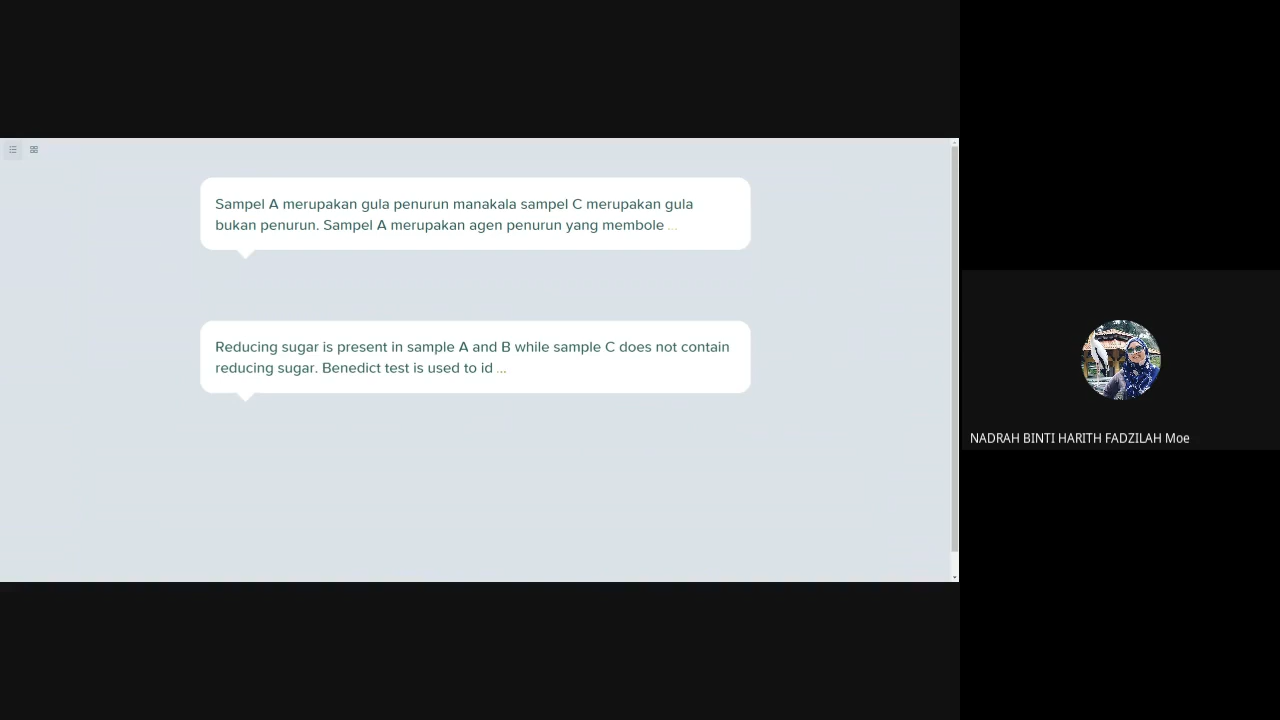 Sampel A merupakan gula penurun manakala sampel C merupakan gula
bukan penurun. Sampel A merupakan agen penurun yang membole ...
Reducing sugar is present in sample A and B while sample C does not contain
reducing sugar. Benedict test is used to id ...
NADRAH BINTI HARITH FADZILAH Moe